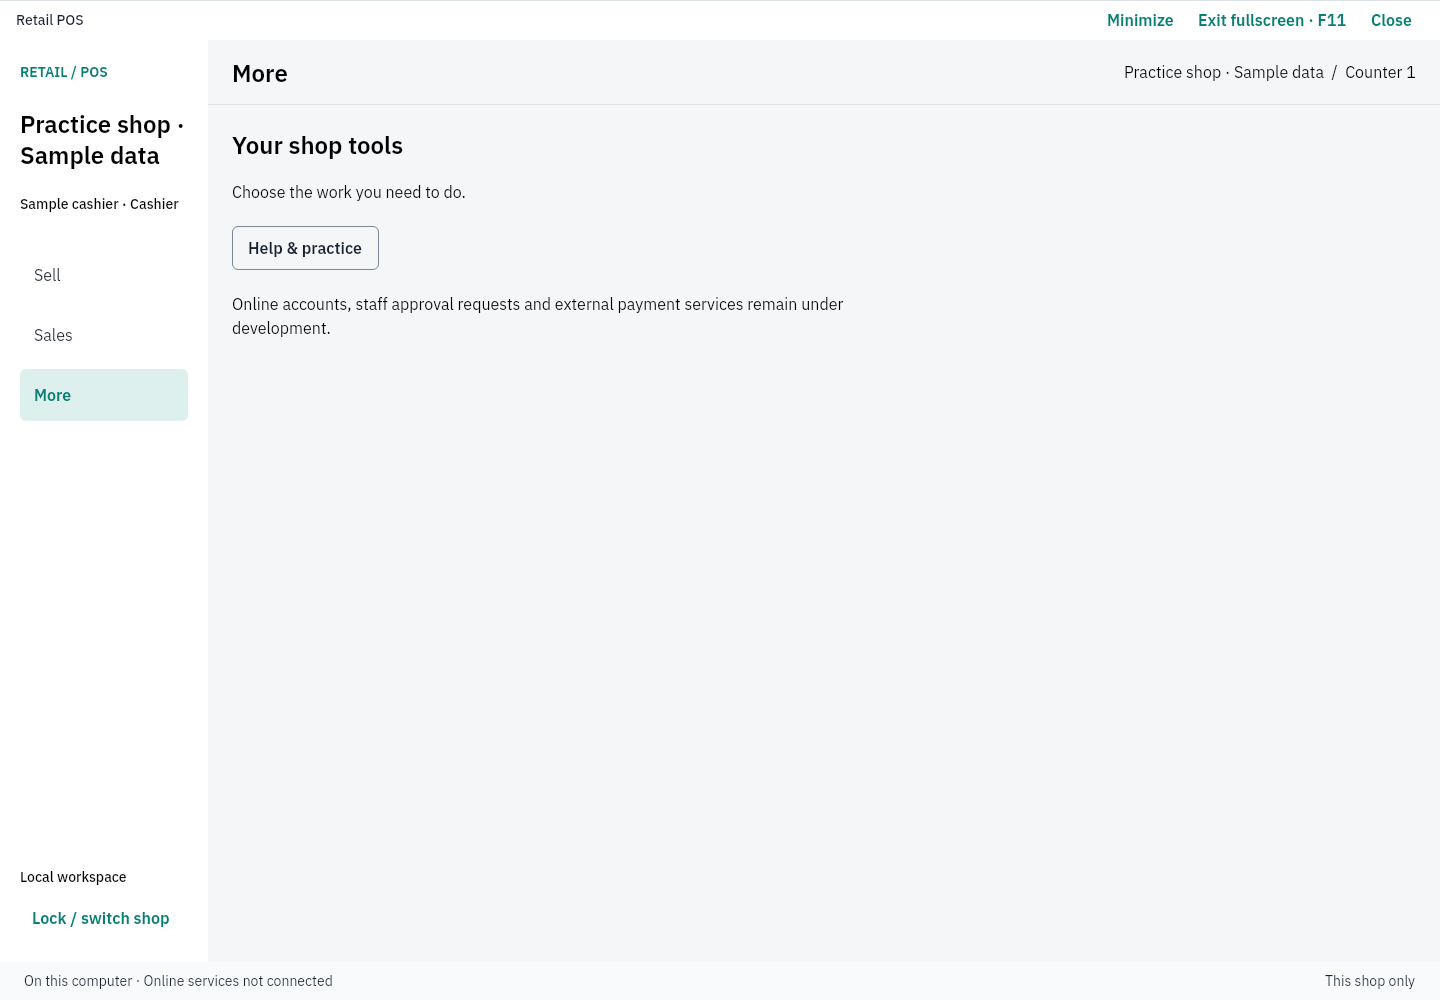 Retail POS
Minimize
Exit fullscreen · F11
Close
RETAIL / POS
Practice shop ·
Sample data
Sample cashier · Cashier
Sell
Sales
More
Local workspace
Lock / switch shop
More
Practice shop · Sample data / Counter 1
Your shop tools
Choose the work you need to do.
Help & practice
Online accounts, staff approval requests and external payment services remain under
development.
On this computer · Online services not connected
This shop only